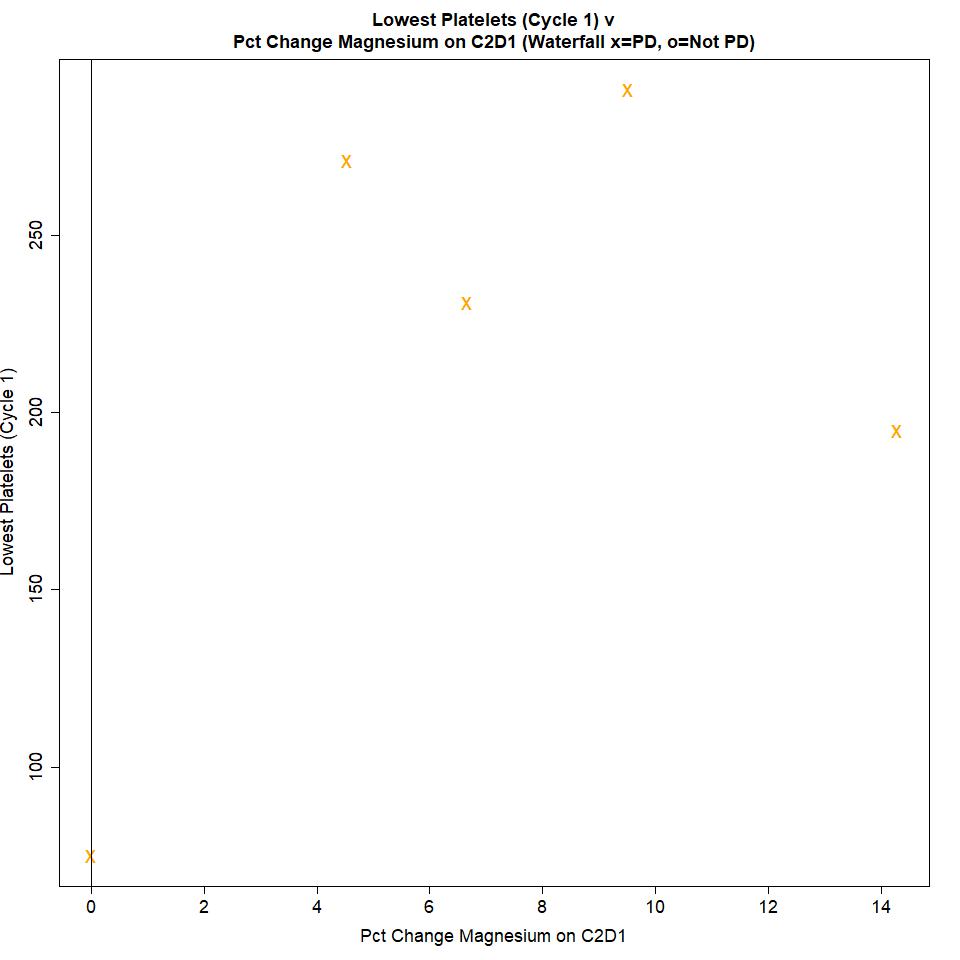 Lowest Platelets (Cycle 1) v
Pct Change Magnesium on C2D1 (Waterfall x=PD, o=Not PD)
Lowest Platelets (Cycle 1)
250
200
150
100
X
X
X
X
X
0 2 4 6 8 10 12 14
Pct Change Magnesium on C2D1